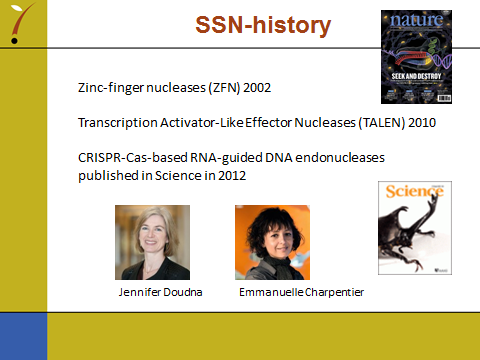 SSN-history
nature
SEEK AND DESTROY
Zinc-finger nucleases (ZFN) 2002
Transcription Activator-Like Effector Nucleases (TALEN) 2010
CRISPR-Cas-based RNA-guided DNA endonucleases
published in Science in 2012
Science
Jennifer Doudna
Emmanuelle Charpentier